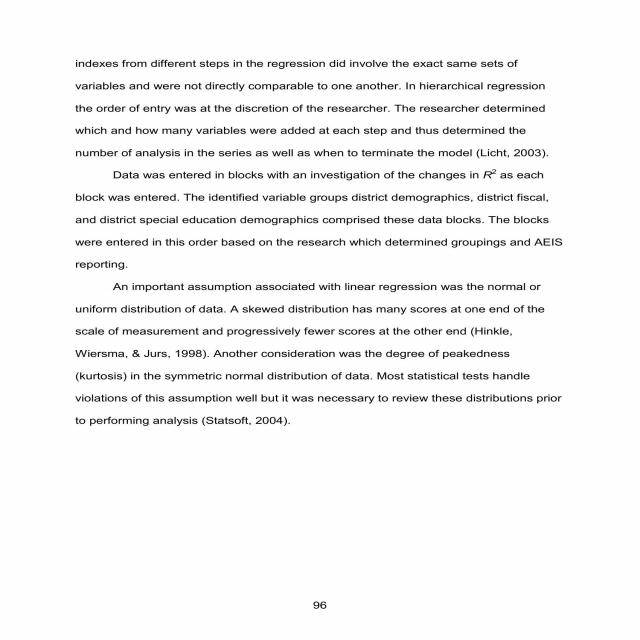 indexes from different steps in the regression did involve the exact same sets of
variables and were not directly comparable to one another. In hierarchical regression
the order of entry was at the discretion of the researcher. The researcher determined
which and how many variables were added at each step and thus determined the
number of analysis in the series as well as when to terminate the model (Licht, 2003).
Data was entered in blocks with an investigation of the changes in R² as each
block was entered. The identified variable groups district demographics, district fiscal,
and district special education demographics comprised these data blocks. The blocks
were entered in this order based on the research which determined groupings and AEIS
reporting.
An important assumption associated with linear regression was the normal or
uniform distribution of data. A skewed distribution has many scores at one end of the
scale of measurement and progressively fewer scores at the other end (Hinkle,
Wiersma, & Jurs, 1998). Another consideration was the degree of peakedness
(kurtosis) in the symmetric normal distribution of data. Most statistical tests handle
violations of this assumption well but it was necessary to review these distributions prior
to performing analysis (Statsoft, 2004).
96